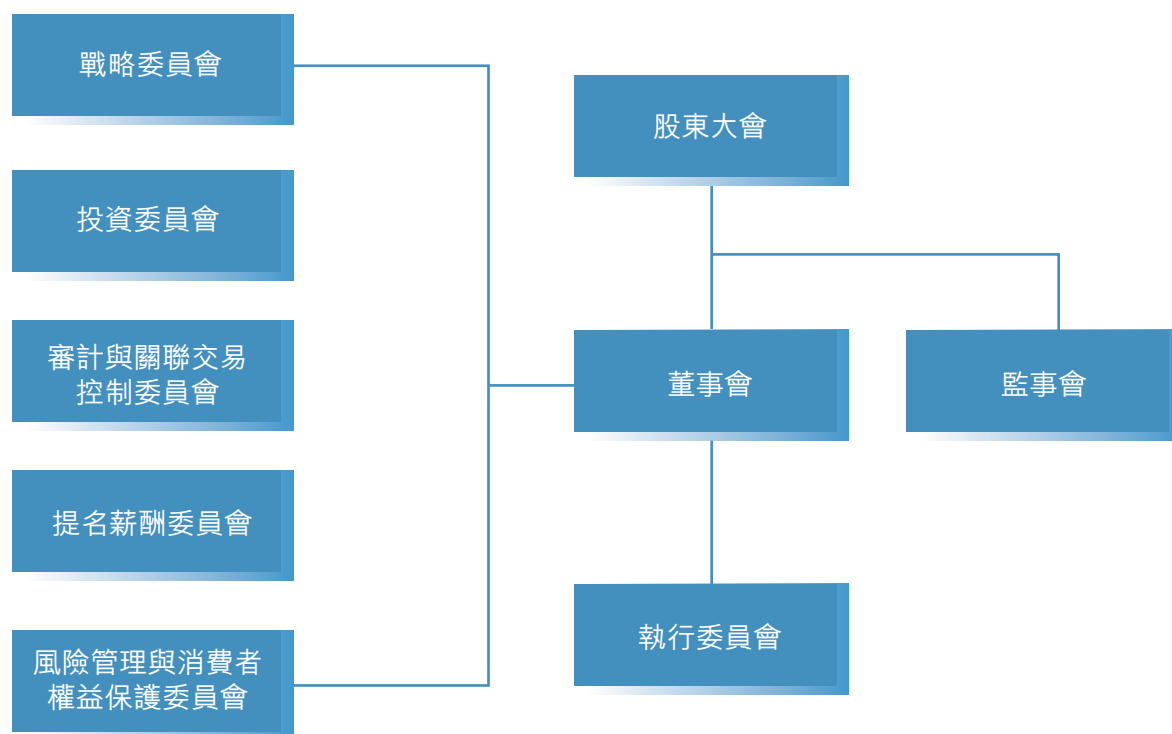 戰略委員會
投資委員會
審計與關聯交易
控制委員會
提名薪酬委員會
風險管理與消費者
權益保護委員會
股東大會
董事會
監事會
執行委員會